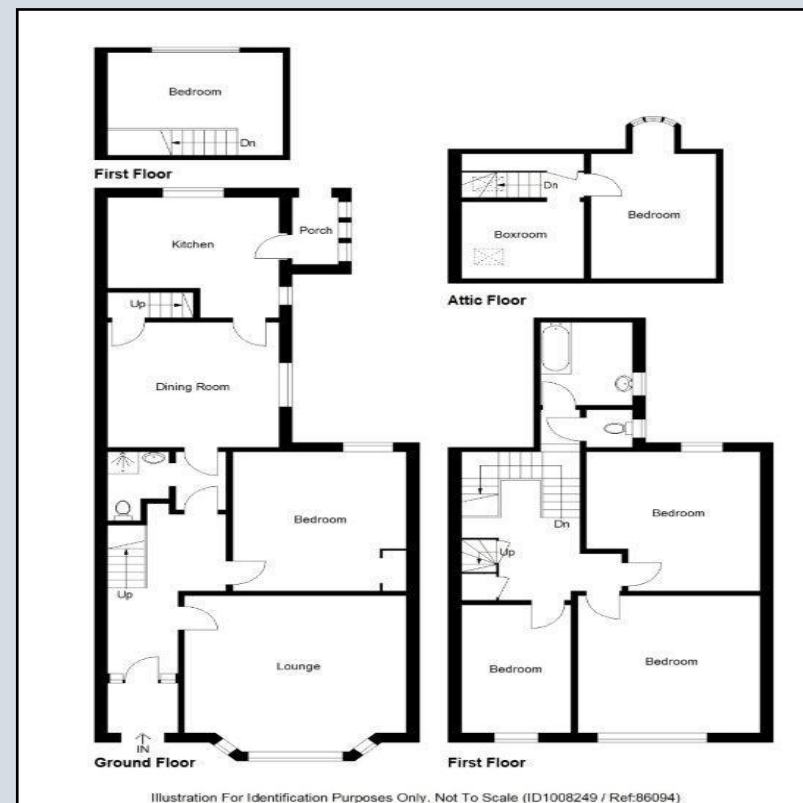 Bedroom
Dn
First Floor
Kitchen
Porch
Up
Dining Room
Bedroom
Up
Lounge
IN
Ground Floor
Dn
Boxroom
Bedroom
Attic Floor
Bedroom
Dn
Up
Bedroom
Bedroom
First Floor
Illustration For Identification Purposes Only. Not To Scale (ID1008249 / Ref:86094)